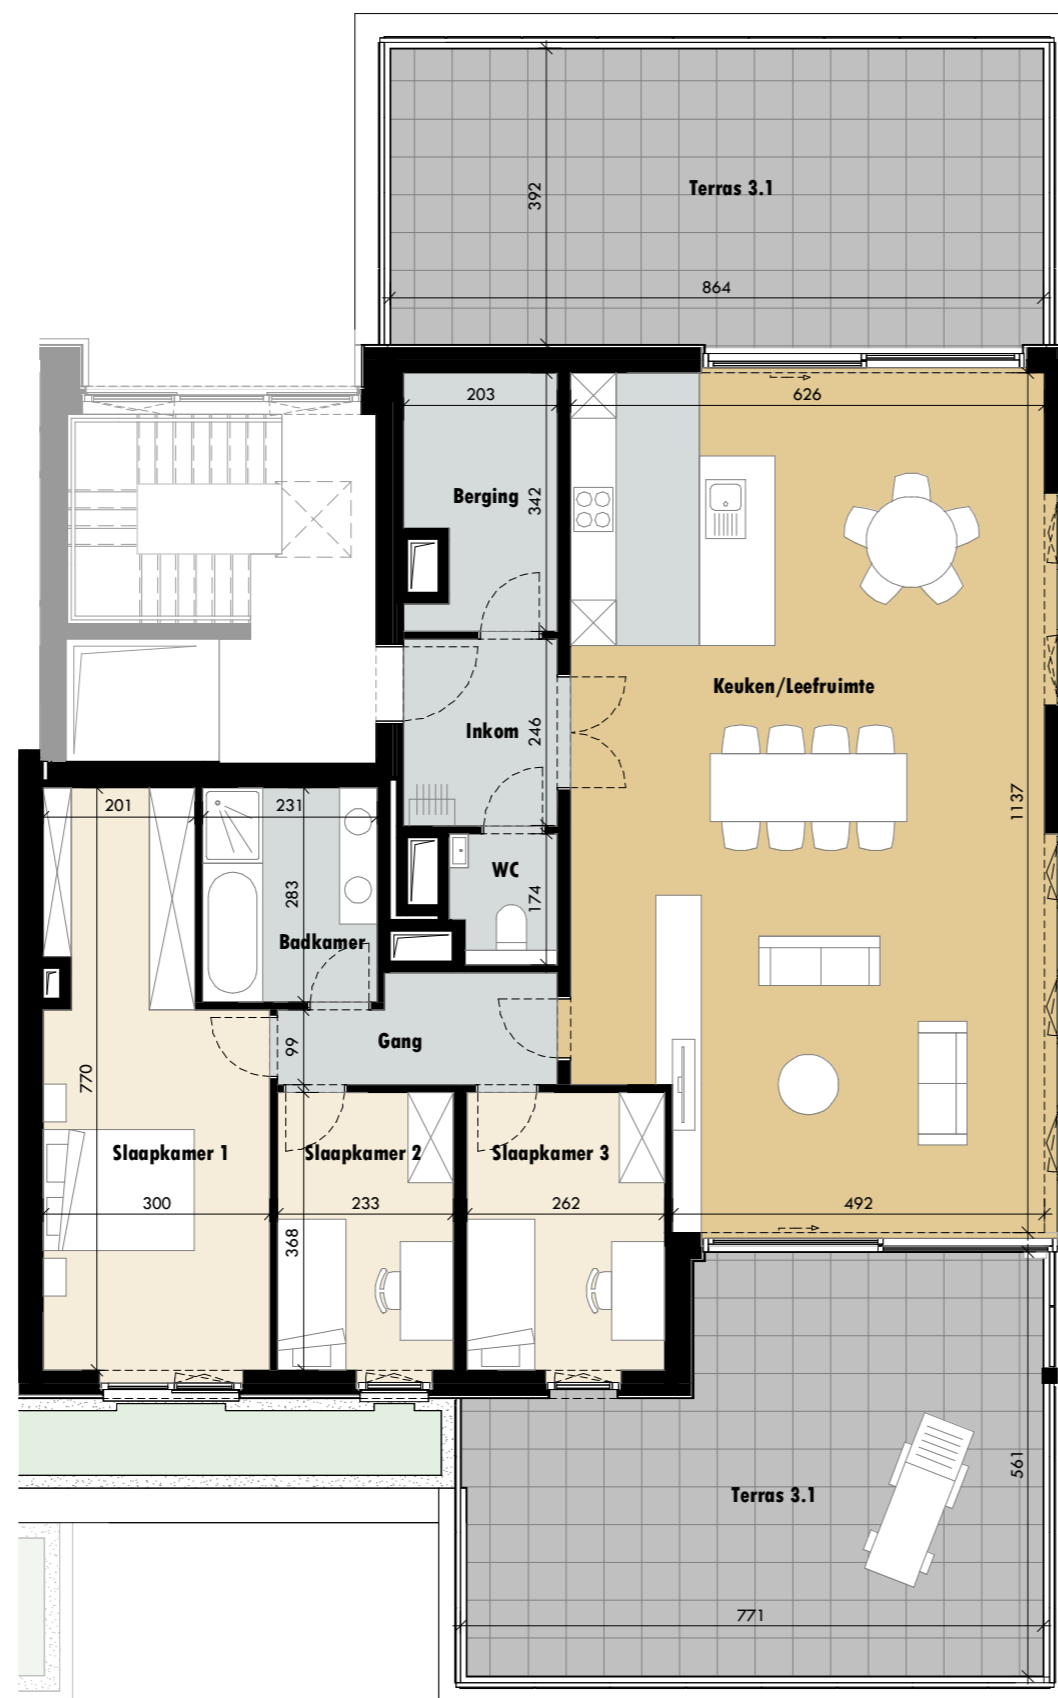 Terras 3.1
392
864
203
626
Berging
342
Keuken/Leefruimte
Inkom
246
1137
201
231
WC
174
283
Badkamer
Gang
99
770
Slaapkamer 1
Slaapkamer 2
Slaapkamer 3
300
233
262
492
368
Terras 3.1
561
771